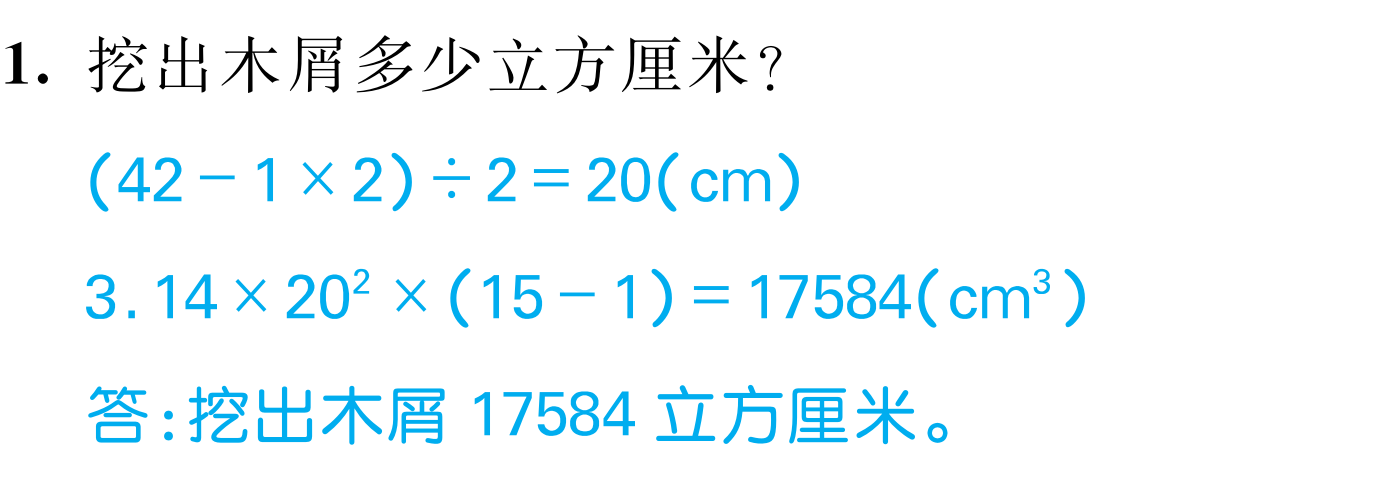 1. 挖出木屑多少立方厘米?
(42－1×2)÷2＝20(cm)
3.14×20²×(15－1)＝17584(cm³)
答:挖出木屑 17584 立方厘米。